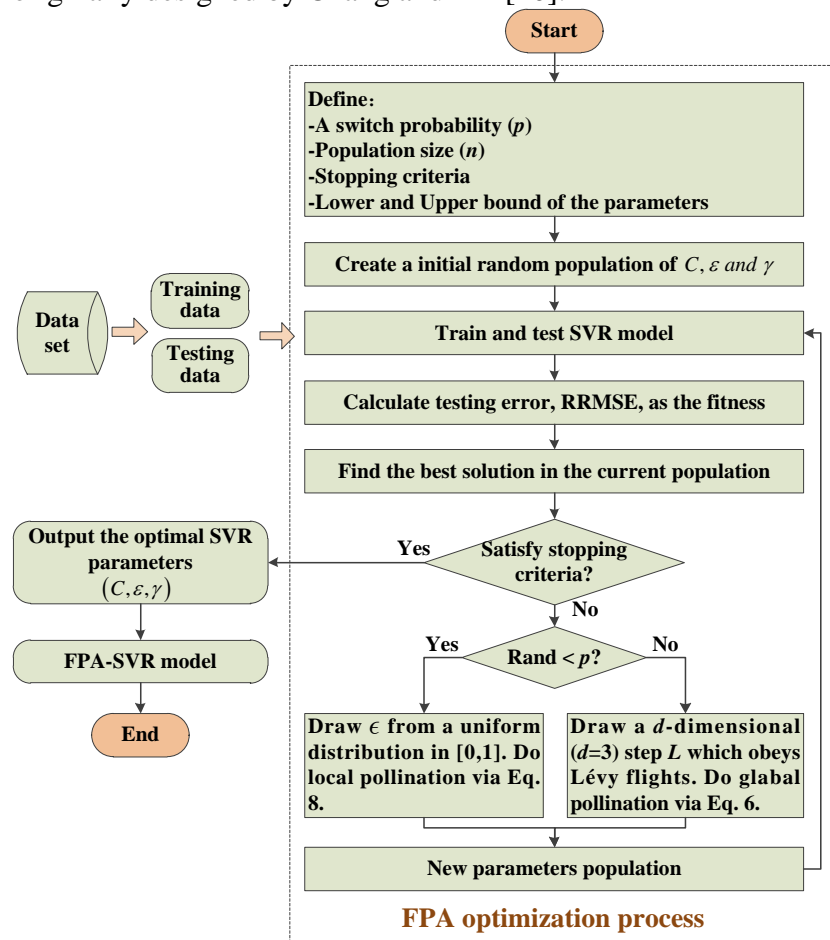 Start
Define：
-A switch probability (p)
-Population size (n)
-Stopping criteria
-Lower and Upper bound of the parameters
Create a initial random population of C, ε and γ
Data
set
Training
data
Testing
data
Train and test SVR model
Calculate testing error, RRMSE, as the fitness
Find the best solution in the current population
Satisfy stopping
criteria?
Yes
No
Output the optimal SVR
parameters
(C, ε, γ)
FPA-SVR model
End
Rand < p?
Yes
No
Draw ϵ from a uniform
distribution in [0,1]. Do
local pollination via Eq.
8.
Draw a d-dimensional
(d=3) step L which obeys
Lévy flights. Do glabal
pollination via Eq. 6.
New parameters population
FPA optimization process